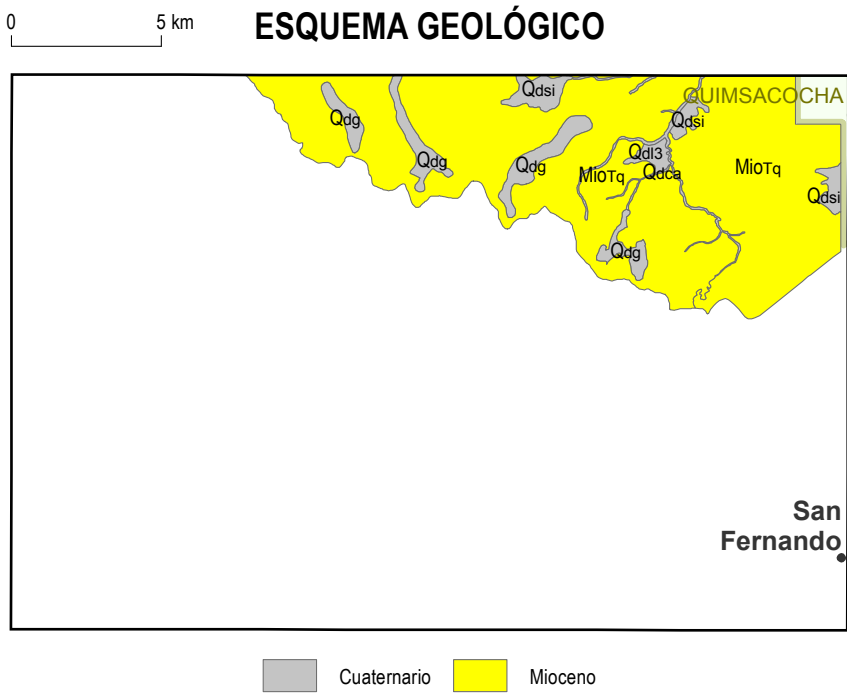 0 5 km
ESQUEMA GEOLÓGICO
Qdsi
QUIMSACOCHA
Qdg
Qdsi
Qdg
Qdg
Qdl3
MioTq
Qdca
MioTq
Qdsi
Qdg
San
Fernando
Cuaternario
Mioceno